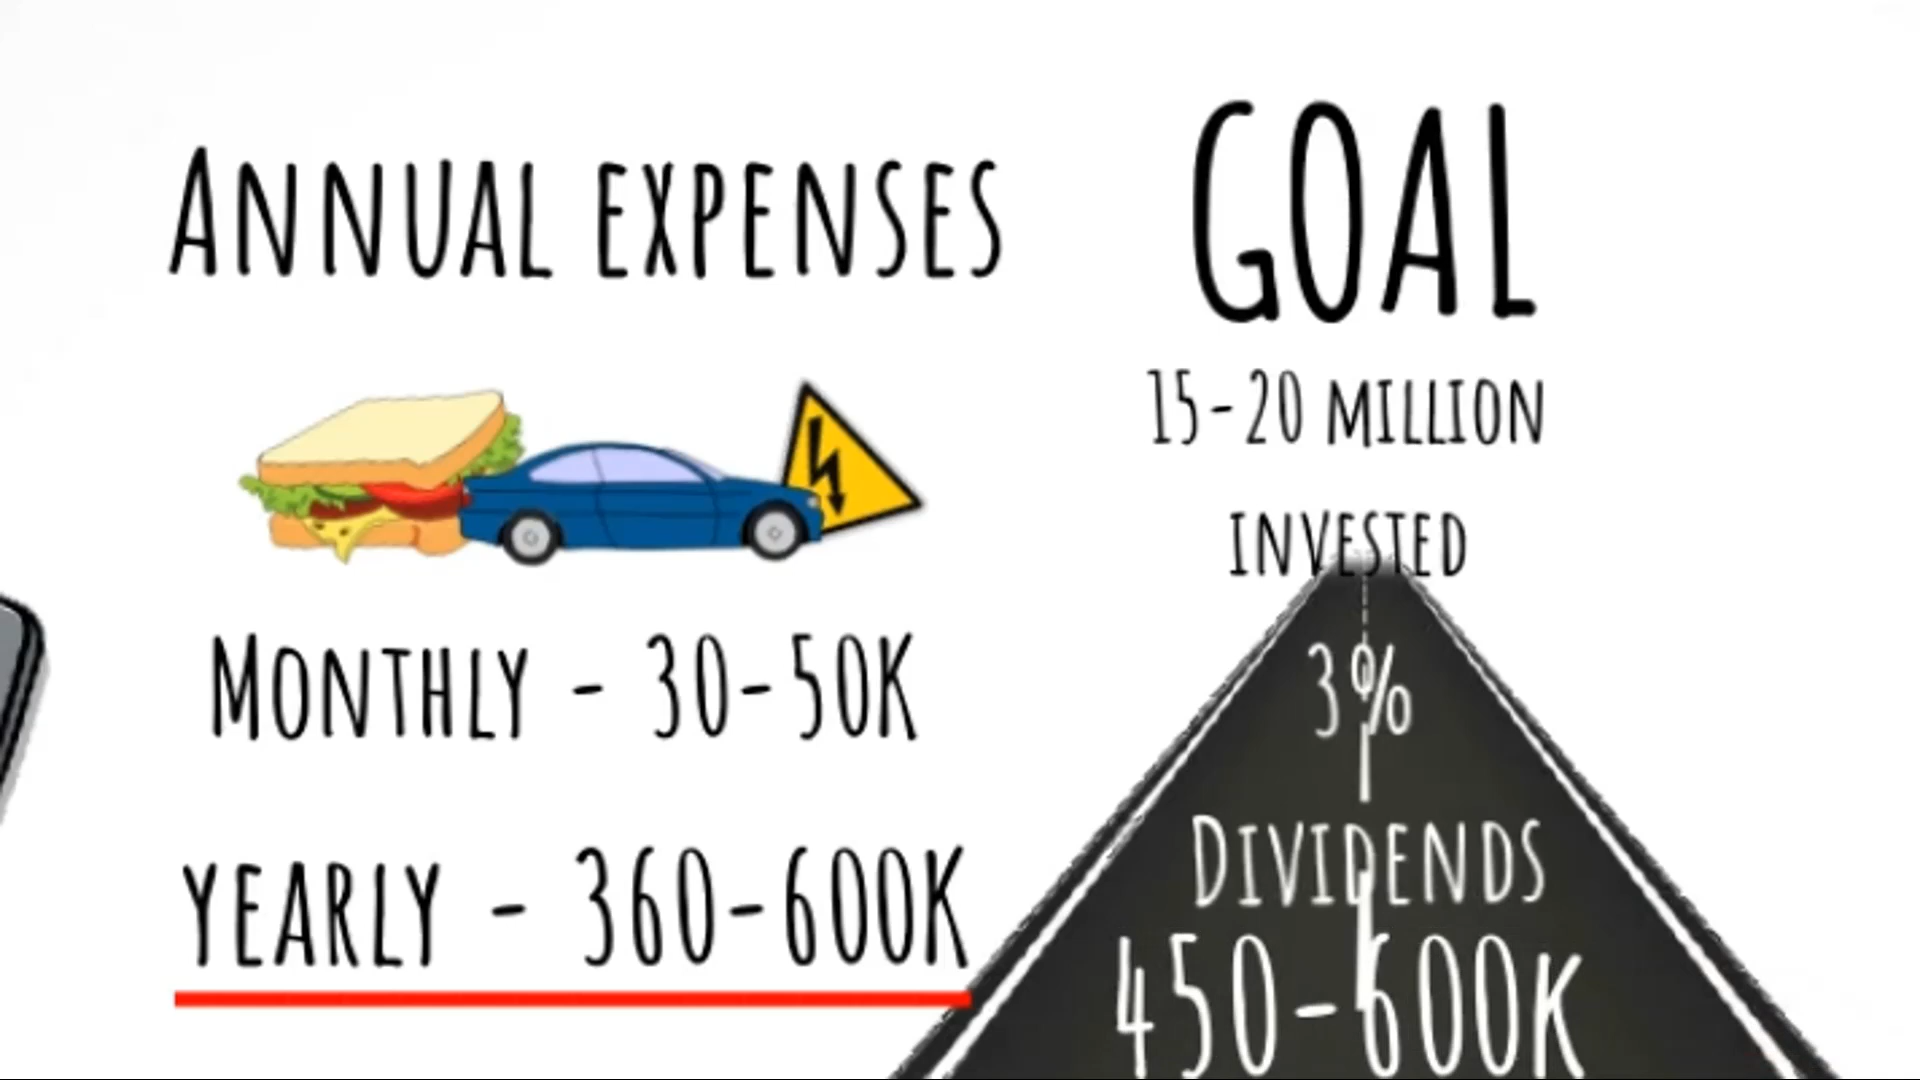 ANNUAL EXPENSES
MONTHLY - 30-50K
YEARLY - 360-600K
GOAL
15-20 MILLION
INVESTED
3%
DIVIDENDS
450-600K